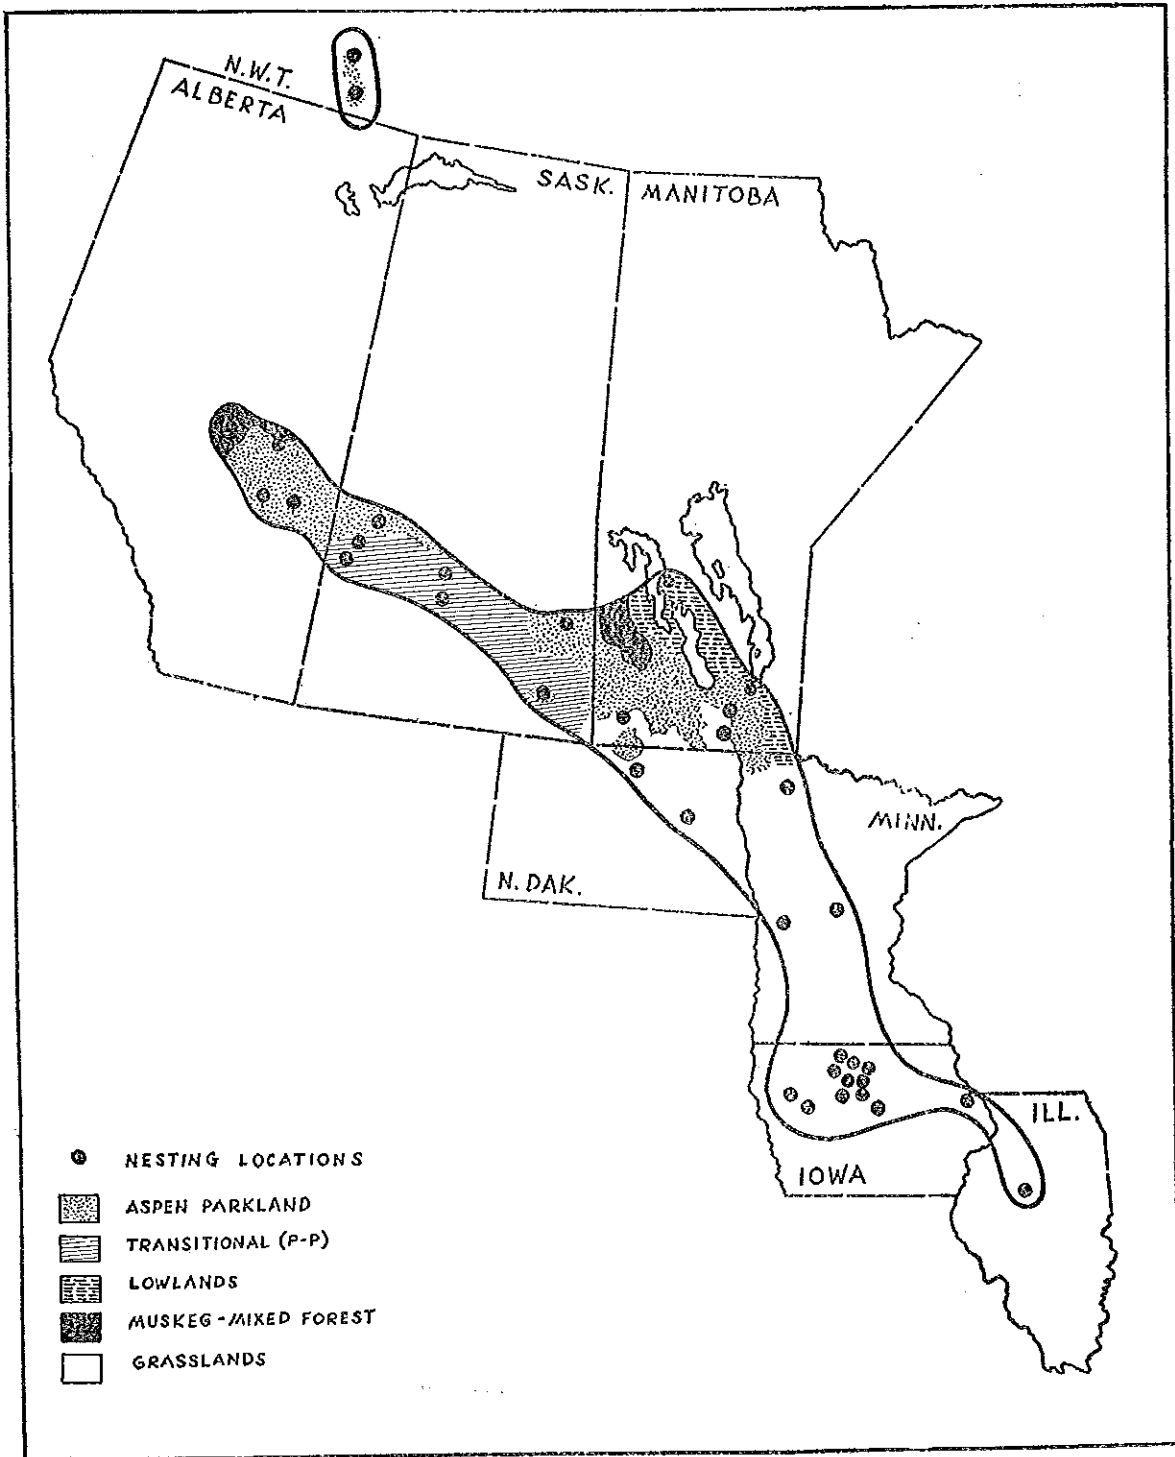 N.W.T.
ALBERTA
SASK.
MANITOBA
MINN.
N. DAK.
ILL.
IOWA
NESTING LOCATIONS
ASPEN PARKLAND
TRANSITIONAL (P-P)
LOWLANDS
MUSKEG-MIXED FOREST
GRASSLANDS